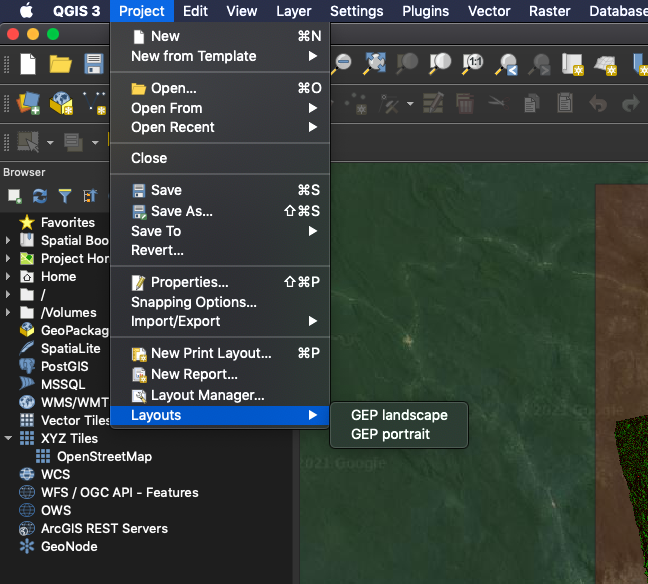 QGIS 3 Project Edit View Layer Settings Plugins Vector Raster Database
New ⌘N
New from Template
Open... ⌘O
Open From
Open Recent
Close
Save ⌘S
Save As... ⇧⌘S
Save To
Revert...
Properties... ⇧⌘P
Snapping Options...
Import/Export
New Print Layout... ⌘P
New Report...
Layout Manager...
Layouts
GEP landscape
GEP portrait
1:1
Browser
Favorites
Spatial Boo
Project Hor
Home
/
/Volumes
GeoPackag
SpatiaLite
PostGIS
MSSQL
WMS/WMT
Vector Tiles
XYZ Tiles
OpenStreetMap
WCS
WFS / OGC API - Features
OWS
ArcGIS REST Servers
GeoNode
2021 Google